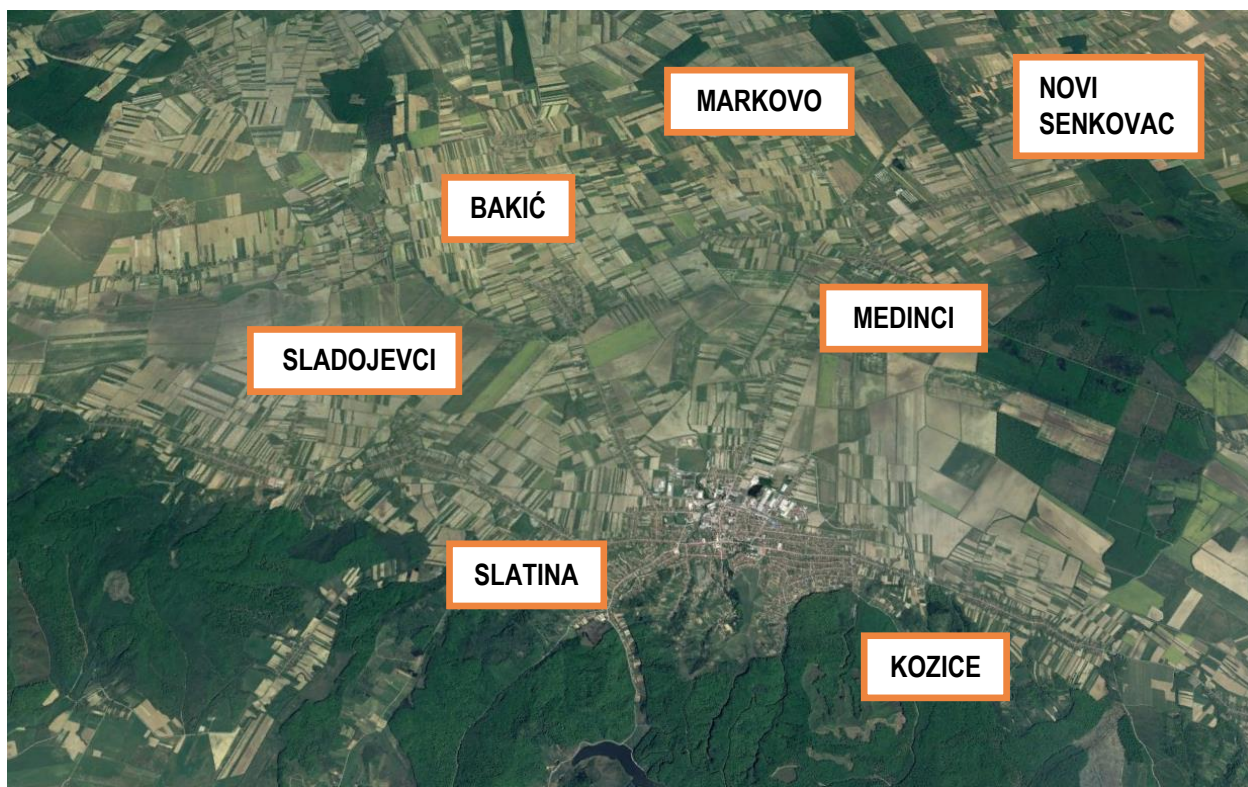 MARKOVO
NOVI
SENKOVAC
BAKIĆ
MEDINCI
SLADOJEVCI
SLATINA
KOZICE